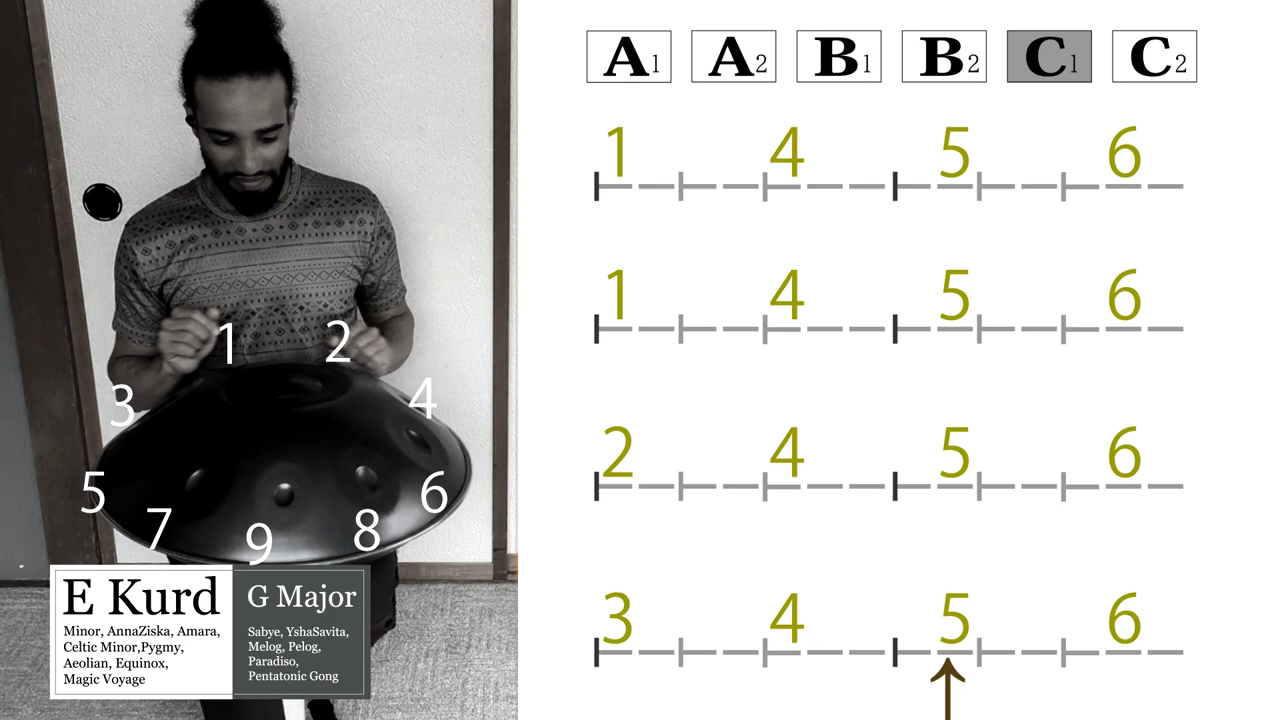 A1 A2 B1 B2 C1 C2
1 4 5 6
1 4 5 6
2 4 5 6
3 4 5 6
1 2
3 4
5 6
7 9 8
E Kurd
Minor, AnnaZiska, Amara,
Celtic Minor,Pygmy,
Aeolian, Equinox,
Magic Voyage
G Major
Sabye, YshaSavita,
Melog, Pelog,
Paradiso,
Pentatonic Gong